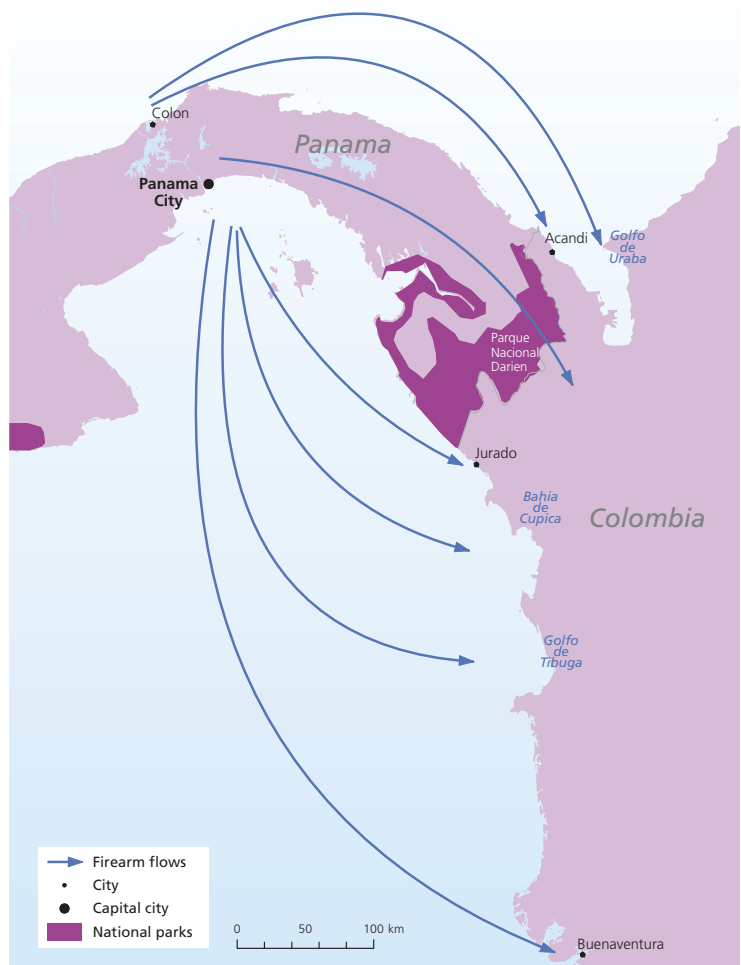 Colon
Panama
Panama
City
Acandi
Golfo
de
Uraba
Parque
Nacional
Darien
Jurado
Bahia
de
Cupica
Colombia
Golfo
de
Tibuga
Firearm flows
City
Capital city
National parks
0 50 100 km
Buenaventura